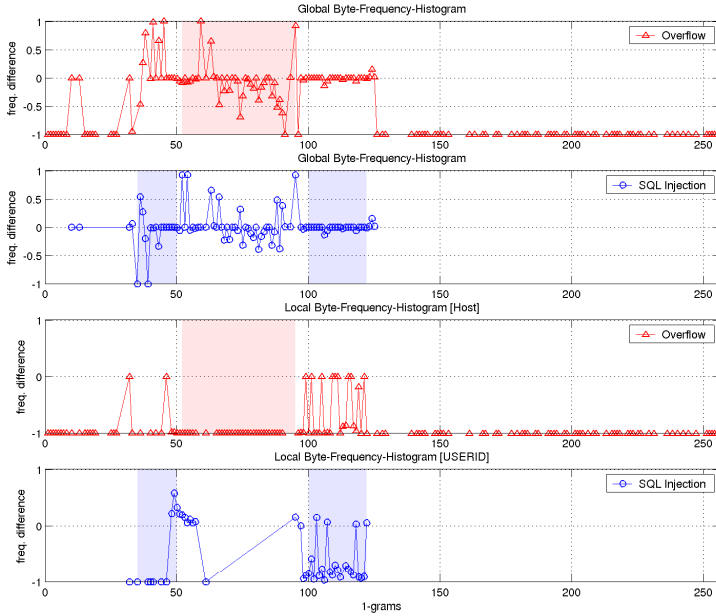 Global Byte-Frequency-Histogram
1
0.5
0
-0.5
-1
freq. difference
Overflow
0 50 100 150 200 250
Global Byte-Frequency-Histogram
1
0.5
0
-0.5
-1
freq. difference
SQL Injection
0 50 100 150 200 250
Local Byte-Frequency-Histogram [Host]
1
0
-1
freq. difference
Overflow
0 50 100 150 200 250
Local Byte-Frequency-Histogram [USERID]
1
0
-1
freq. difference
SQL Injection
0 50 100 150 200 250
1-grams